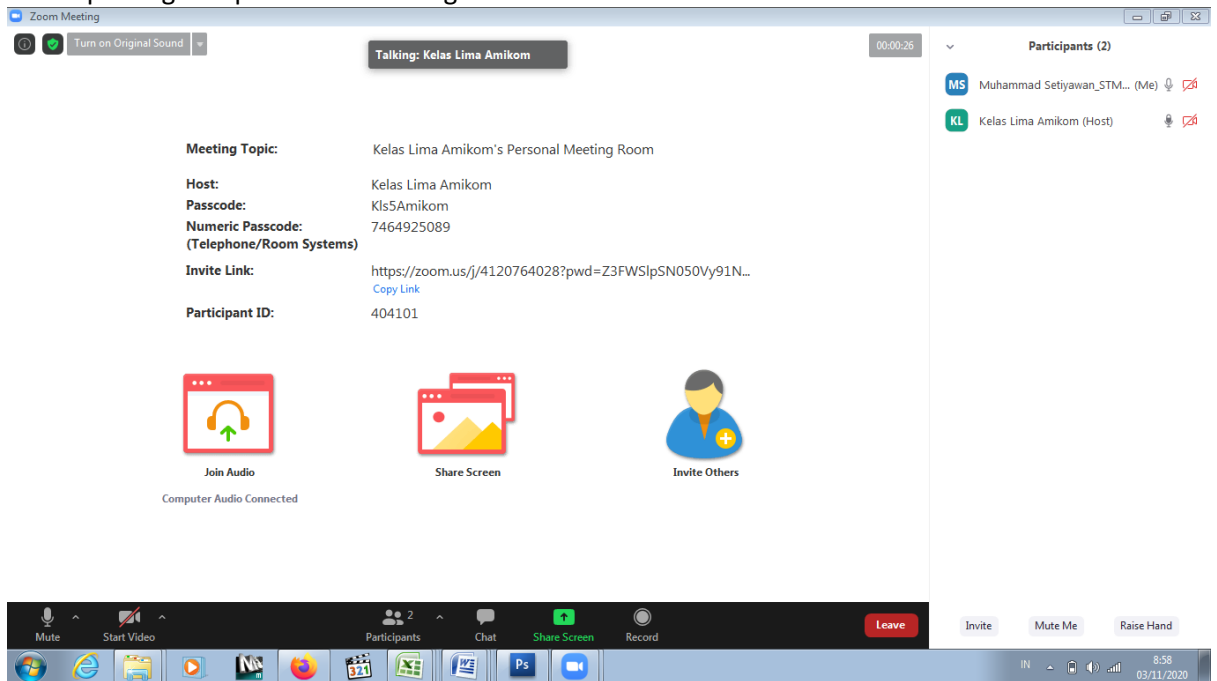 Zoom Meeting
Turn on Original Sound
Talking: Kelas Lima Amikom
00:00:26
Participants (2)
MS Muhammad Setiyawan_STM... (Me)
KL Kelas Lima Amikom (Host)
Meeting Topic: Kelas Lima Amikom's Personal Meeting Room
Host: Kelas Lima Amikom
Passcode: Kls5Amikom
Numeric Passcode: 7464925089
(Telephone/Room Systems)
Invite Link: https://zoom.us/j/4120764028?pwd=Z3FWSlpSN050Vy91N...
Copy Link
Participant ID: 404101
Join Audio
Share Screen
Invite Others
Computer Audio Connected
2
Mute
Start Video
Participants
Chat
Share Screen
Record
Leave
Invite
Mute Me
Raise Hand
321
Ps
IN
8:58
03/11/2020